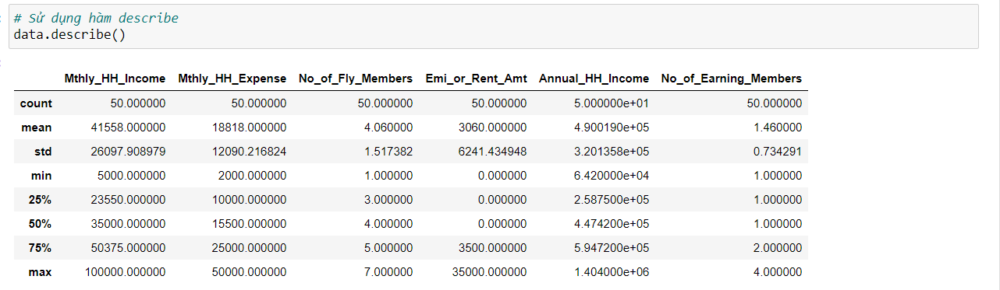 # Sử dụng hàm describe
data.describe()
Mthly_HH_Income Mthly_HH_Expense No_of_Fly_Members Emi_or_Rent_Amt Annual_HH_Income No_of_Earning_Members
count 50.000000 50.000000 50.000000 50.000000 5.000000e+01 50.000000
mean 41558.000000 18818.000000 4.060000 3060.000000 4.900190e+05 1.460000
std 26097.908979 12090.216824 1.517382 6241.434948 3.201358e+05 0.734291
min 5000.000000 2000.000000 1.000000 0.000000 6.420000e+04 1.000000
25% 23550.000000 10000.000000 3.000000 0.000000 2.587500e+05 1.000000
50% 35000.000000 15500.000000 4.000000 0.000000 4.474200e+05 1.000000
75% 50375.000000 25000.000000 5.000000 3500.000000 5.947200e+05 2.000000
max 100000.000000 50000.000000 7.000000 35000.000000 1.404000e+06 4.000000